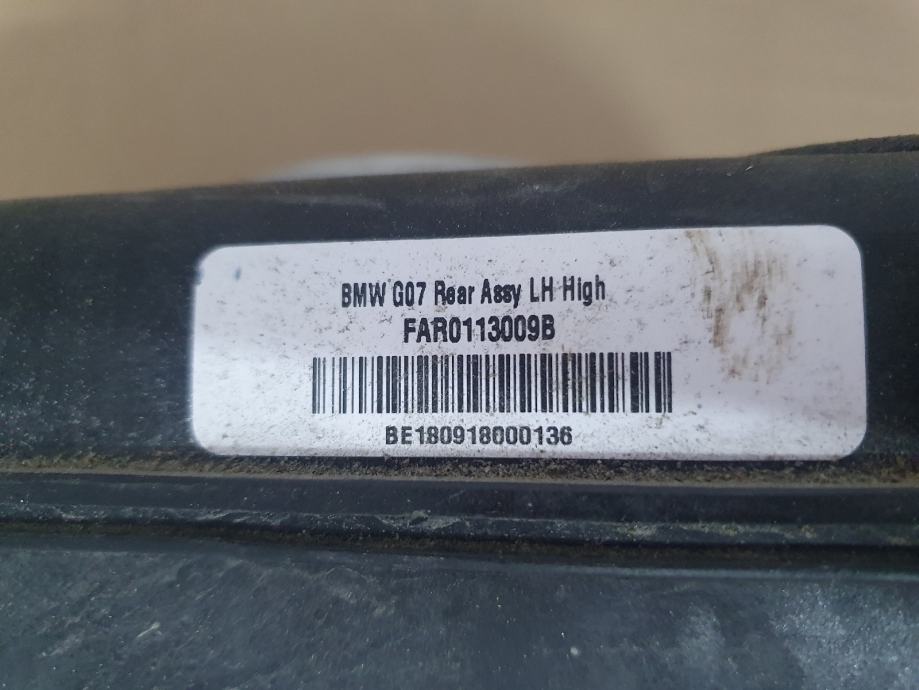 BMW G07 Rear Assy LH High
FAR0113009B
BE180918000136